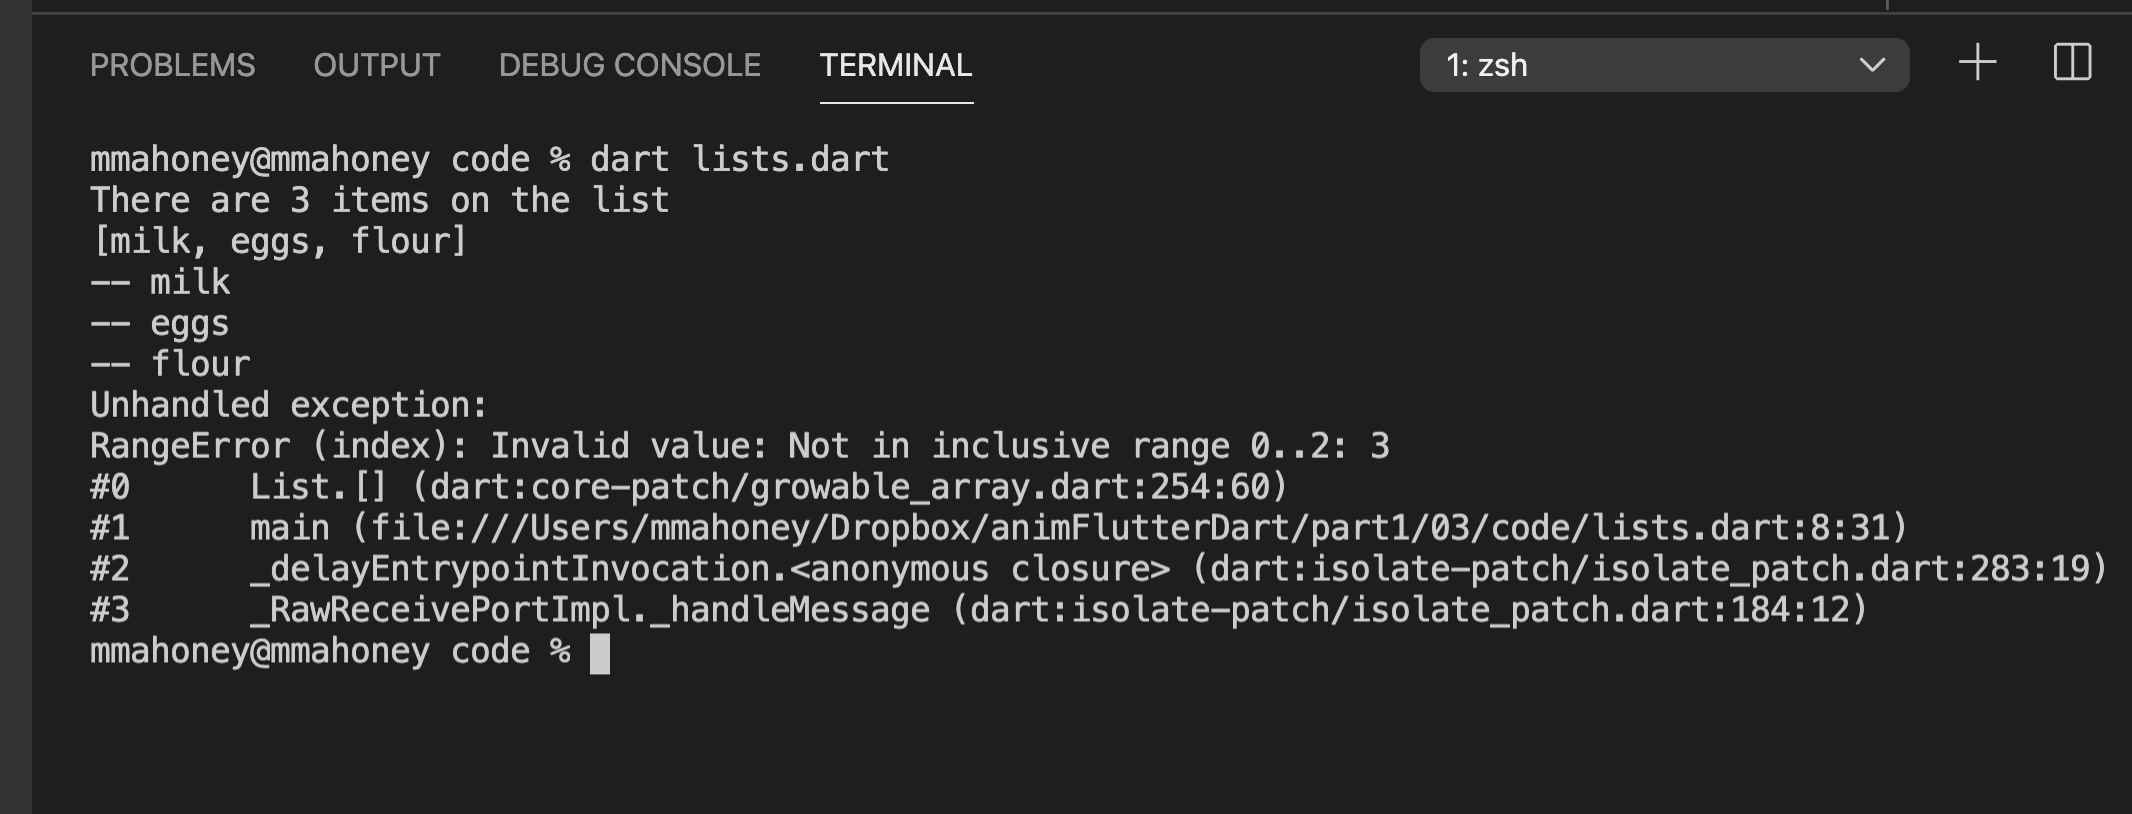 PROBLEMS OUTPUT DEBUG CONSOLE TERMINAL 1: zsh
mmahoney@mmahoney code % dart lists.dart
There are 3 items on the list
[milk, eggs, flour]
-- milk
-- eggs
-- flour
Unhandled exception:
RangeError (index): Invalid value: Not in inclusive range 0..2: 3
#0      List.[] (dart:core-patch/growable_array.dart:254:60)
#1      main (file:///Users/mmahoney/Dropbox/animFlutterDart/part1/03/code/lists.dart:8:31)
#2      _delayEntrypointInvocation.<anonymous closure> (dart:isolate-patch/isolate_patch.dart:283:19)
#3      _RawReceivePortImpl._handleMessage (dart:isolate-patch/isolate_patch.dart:184:12)
mmahoney@mmahoney code %